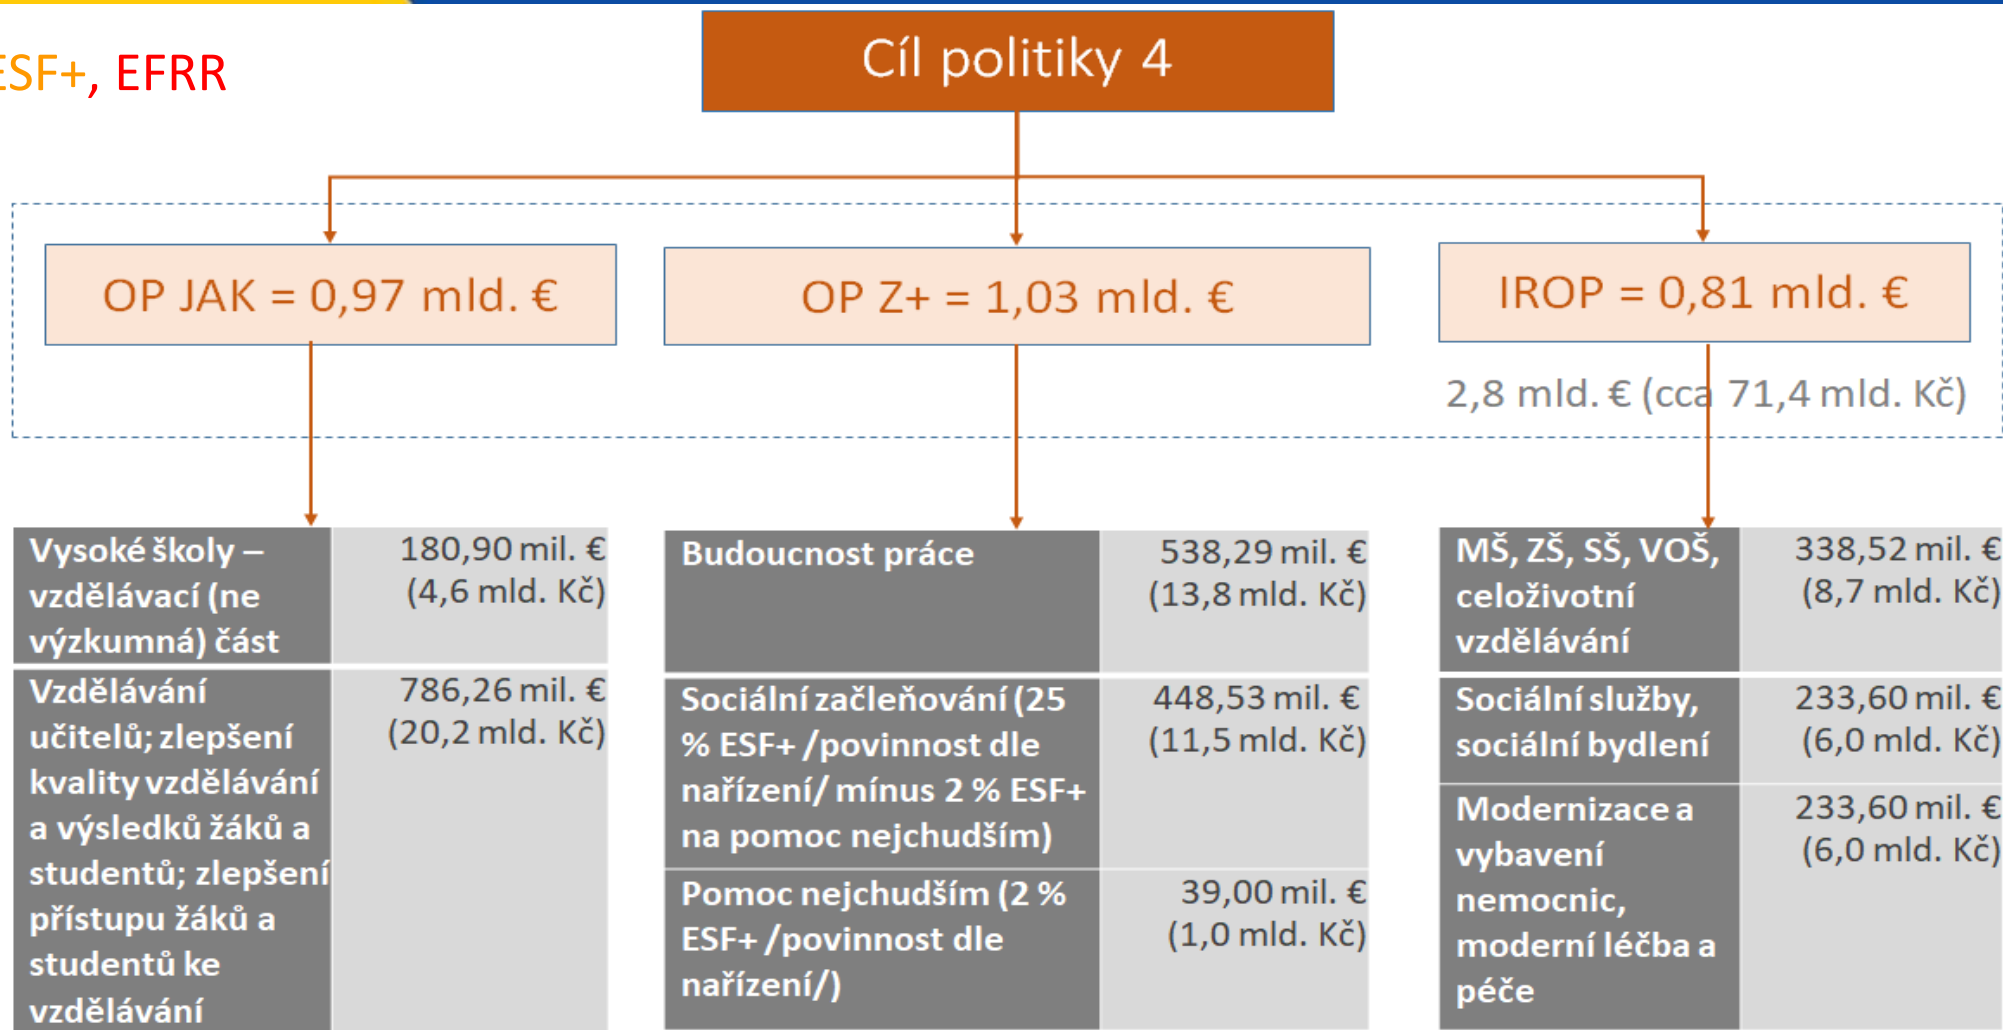 ESF+, EFRR
Cíl politiky 4
OP JAK = 0,97 mld. €
OP Z+ = 1,03 mld. €
IROP = 0,81 mld. €
2,8 mld. € (cca 71,4 mld. Kč)
Vysoké školy –
vzdělávací (ne
výzkumná) část
180,90 mil. €
(4,6 mld. Kč)
Vzdělávání
učitelů; zlepšení
kvality vzdělávání
a výsledků žáků a
studentů; zlepšení
přístupu žáků a
studentů ke
vzdělávání
786,26 mil. €
(20,2 mld. Kč)
Budoucnost práce
538,29 mil. €
(13,8 mld. Kč)
Sociální začleňování (25
% ESF+ /povinnost dle
nařízení/ mínus 2 % ESF+
na pomoc nejchudším)
448,53 mil. €
(11,5 mld. Kč)
Pomoc nejchudším (2 %
ESF+ /povinnost dle
nařízení/)
39,00 mil. €
(1,0 mld. Kč)
MŠ, ZŠ, SŠ, VOŠ,
celoživotní
vzdělávání
338,52 mil. €
(8,7 mld. Kč)
Sociální služby,
sociální bydlení
233,60 mil. €
(6,0 mld. Kč)
Modernizace a
vybavení
nemocnic,
moderní léčba a
péče
233,60 mil. €
(6,0 mld. Kč)